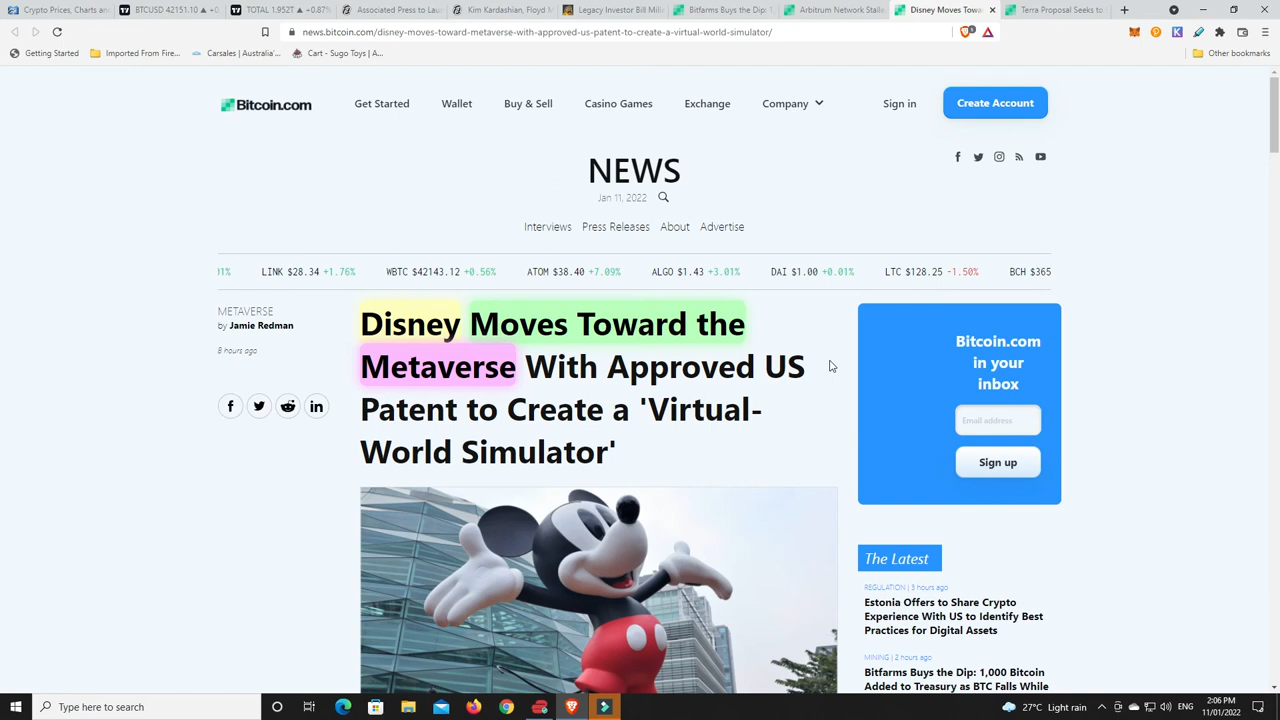 Crypto Prices, Charts an
BTCUSD 42151.10 ▲ +0.
TOTAL 1.952T ▲ +0.87%
Associated Press to Lau
Kim Kardashian, Floyd M
Legacy Investor Bill Mill
Bitfarms Buys the Dip: 1
Arbitrum Network Stalle
Disney Moves Tow
Terra Proposal Seeks to
news.bitcoin.com/disney-moves-toward-metaverse-with-approved-us-patent-to-create-a-virtual-world-simulator/
Getting Started
Imported From Fire...
Carsales | Australia's...
Cart - Sugo Toys | A...
Other bookmarks
Bitcoin.com
Get Started
Wallet
Buy & Sell
Casino Games
Exchange
Company
Sign in
Create Account
NEWS
Jan 11, 2022
Interviews Press Releases About Advertise
LINK $28.34 +1.76% WBTC $42143.12 +0.56% ATOM $38.40 +7.09% ALGO $1.43 +3.01% DAI $1.00 +0.01% LTC $128.25 -1.50% BCH $365
METAVERSE
by Jamie Redman
8 hours ago
Disney Moves Toward the
Metaverse With Approved US
Patent to Create a 'Virtual-
World Simulator'
Bitcoin.com
in your
inbox
Email address
Sign up
The Latest
REGULATION | 3 hours ago
Estonia Offers to Share Crypto
Experience With US to Identify Best
Practices for Digital Assets
MINING | 2 hours ago
Bitfarms Buys the Dip: 1,000 Bitcoin
Added to Treasury as BTC Falls While
Type here to search
27°C Light rain
ENG
2:06 PM
11/01/2022